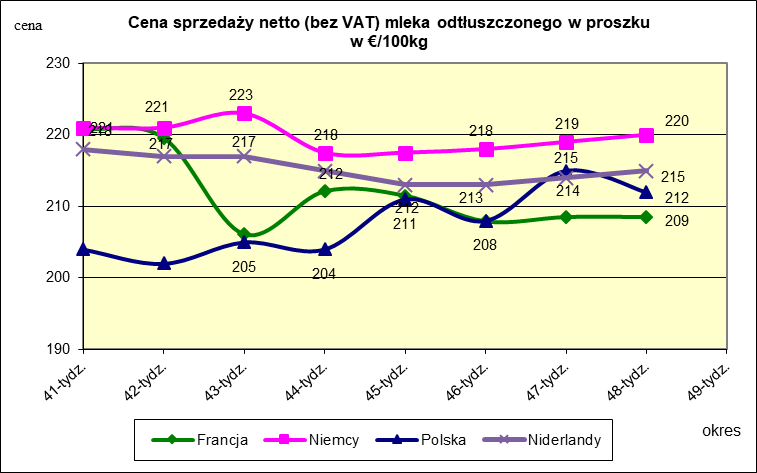 cena
Cena sprzedaży netto (bez VAT) mleka odtłuszczonego w proszku
w €/100kg
230
220
210
200
190
221
218
221
217
223
217
205
218
212
204
212
211
218
213
208
219
215
214
220
215
212
209
41-tydz.
42-tydz.
43-tydz.
44-tydz.
45-tydz.
46-tydz.
47-tydz.
48-tydz.
49-tydz.
okres
Francja
Niemcy
Polska
Niderlandy